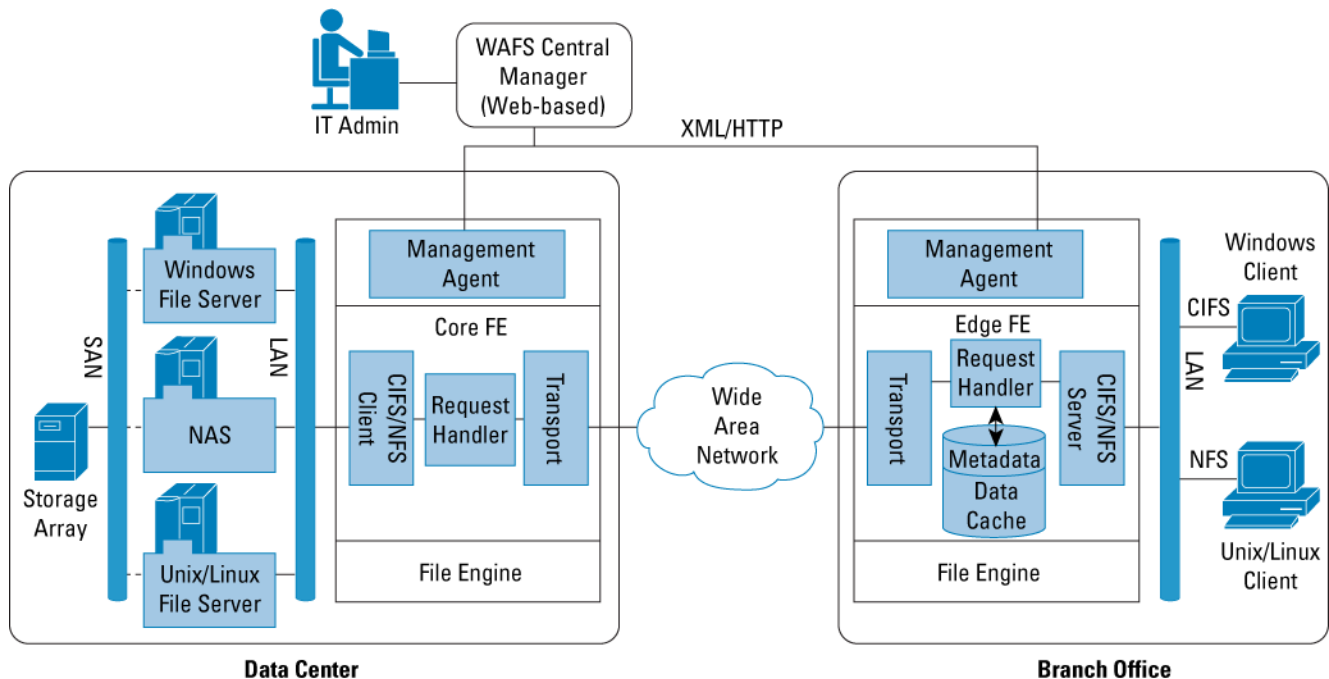 WAFS Central
Manager
(Web-based)
IT Admin
XML/HTTP
Windows
File Server
NAS
Unix/Linux
File Server
SAN
LAN
Storage
Array
Management
Agent
Core FE
CIFS/NFS
Client
Request
Handler
Transport
File Engine
Data Center
Wide
Area
Network
Management
Agent
Edge FE
Transport
Request
Handler
Metadata
Data
Cache
CIFS/NFS
Server
File Engine
LAN
Windows
Client
CIFS
NFS
Unix/Linux
Client
Branch Office